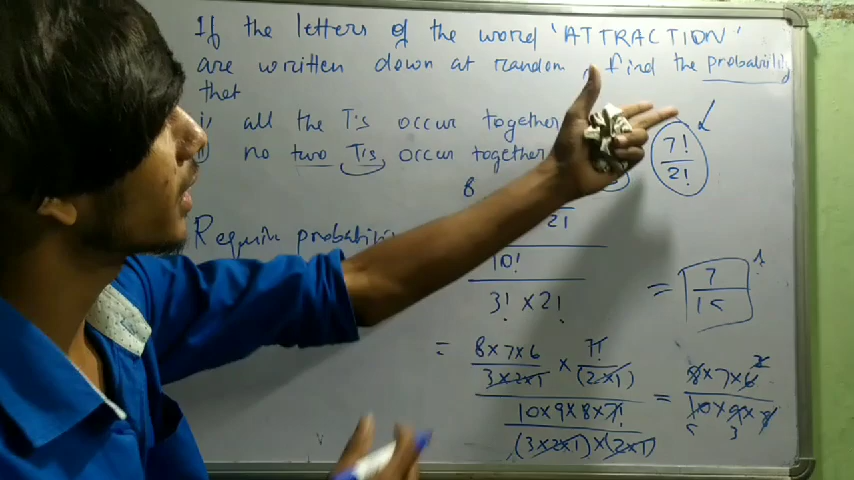 If the letters of the word 'ATTRACTION'
are written down at random, find the probability
that
all the T's occur together
no two T's occur together
7!
2!
8
2!
Require probability
10!
3! × 2!
= 7
15
= 8×7×6 × 7!
3×2×1 (2×1)
10×9×8×7!
(3×2×1)×(2×1)
= 8×7×6 2
10×9×8
5 3